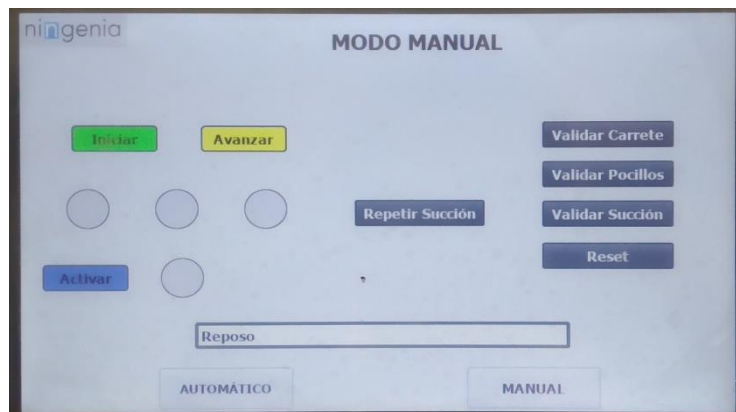 ningenia
MODO MANUAL
Iniciar
Avanzar
Validar Carrete
Validar Pocillos
Repetir Succión
Validar Succión
Reset
Activar
Reposo
AUTOMÁTICO
MANUAL